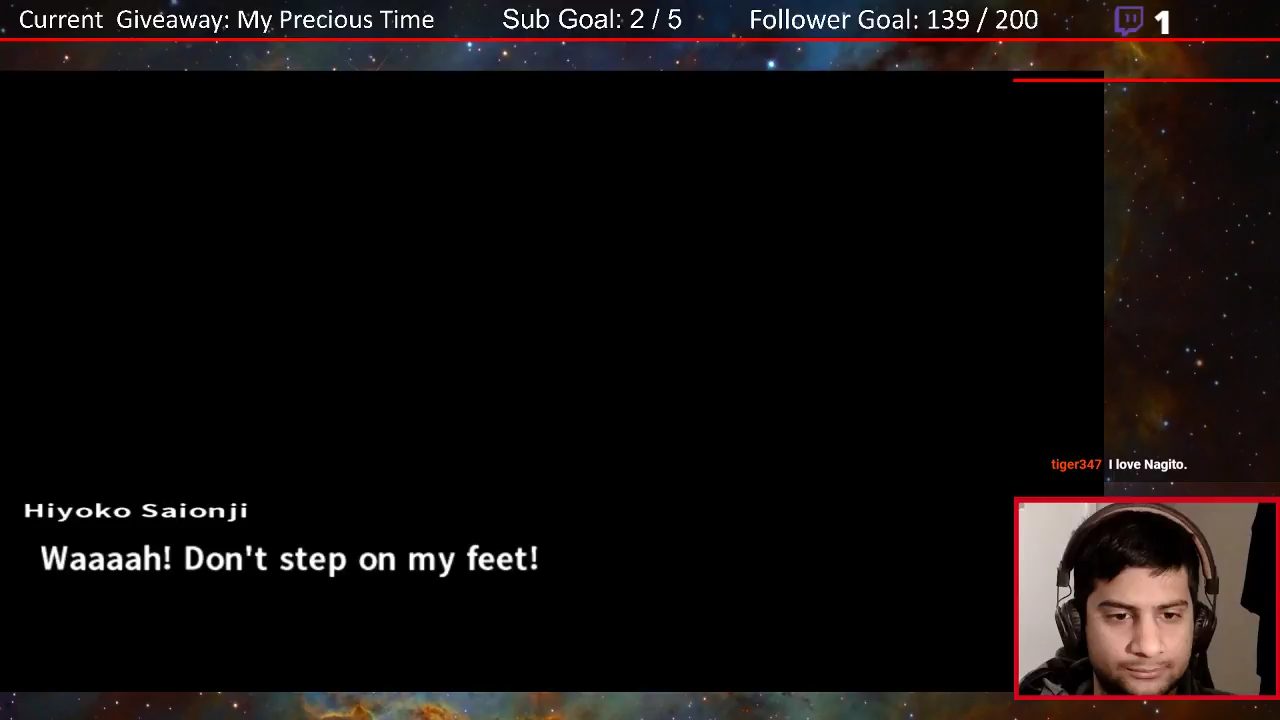 Current  Giveaway: My Precious Time
Sub Goal: 2 / 5
Follower Goal: 139 / 200
1
tiger347 I love Nagito.
Hiyoko Saionji
Waaaah! Don't step on my feet!